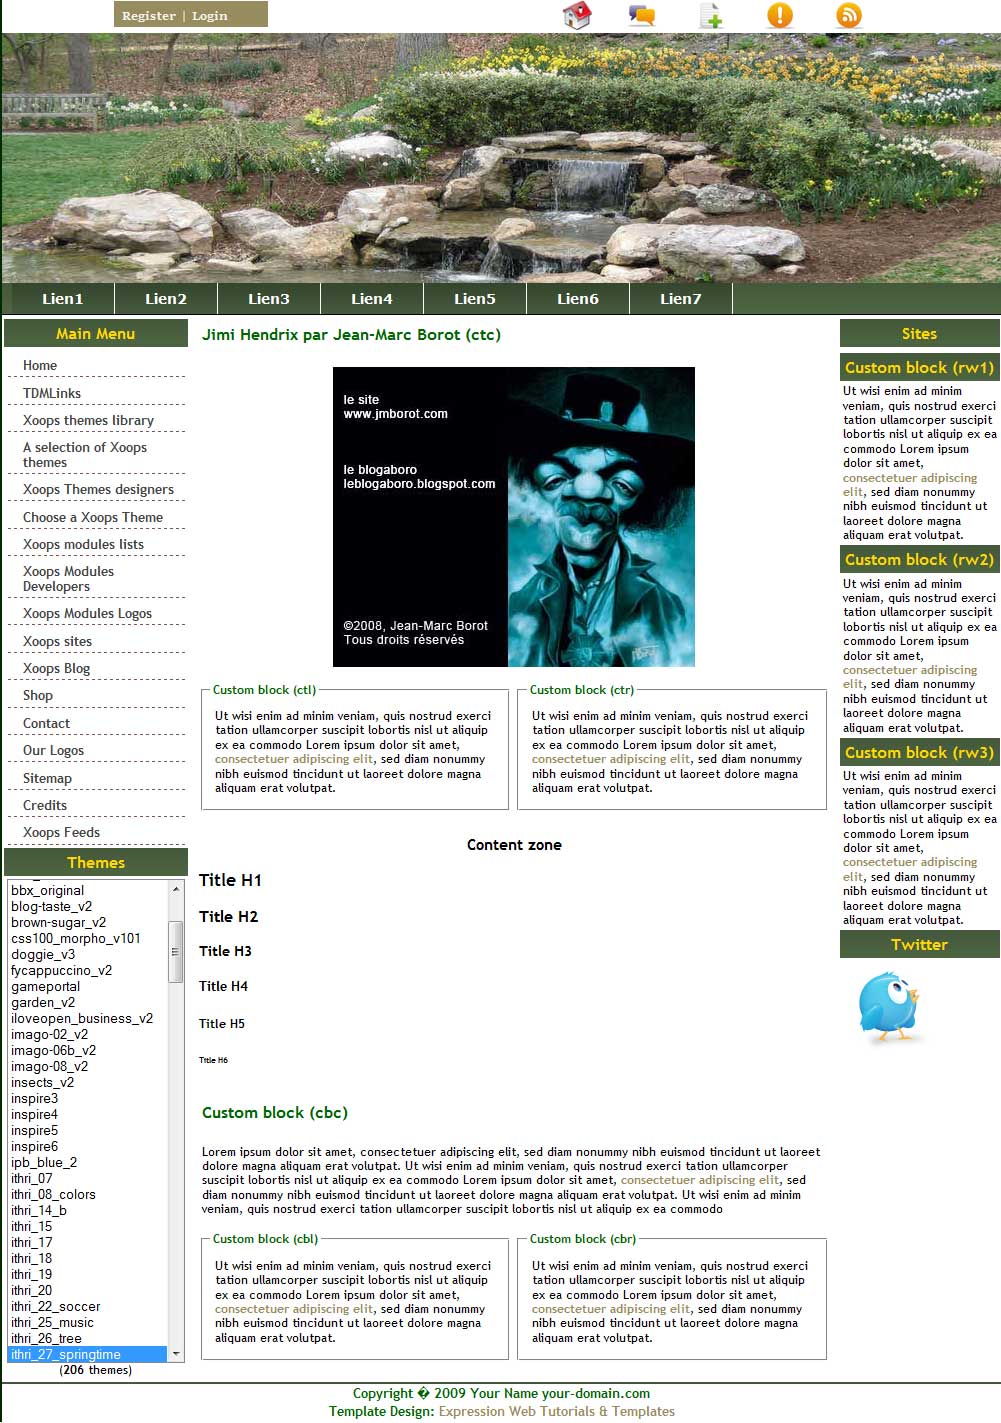 Register | Login
Lien1 Lien2 Lien3 Lien4 Lien5 Lien6 Lien7
Main Menu
Home
TDMLinks
Xoops themes library
A selection of Xoops
themes
Xoops Themes designers
Choose a Xoops Theme
Xoops modules lists
Xoops Modules
Developers
Xoops Modules Logos
Xoops sites
Xoops Blog
Shop
Contact
Our Logos
Sitemap
Credits
Xoops Feeds
Themes
bbx_original
blog-taste_v2
brown-sugar_v2
css100_morpho_v101
doggie_v3
fycappuccino_v2
gameportal
garden_v2
iloveopen_business_v2
imago-02_v2
imago-06b_v2
imago-08_v2
insects_v2
inspire3
inspire4
inspire5
inspire6
ipb_blue_2
ithri_07
ithri_08_colors
ithri_14_b
ithri_15
ithri_17
ithri_18
ithri_19
ithri_20
ithri_22_soccer
ithri_25_music
ithri_26_tree
ithri_27_springtime
(206 themes)
Jimi Hendrix par Jean-Marc Borot (ctc)
le site
www.jmborot.com
le blogaboro
leblogaboro.blogspot.com
©2008, Jean-Marc Borot
Tous droits réservés
Custom block (ctl)
Ut wisi enim ad minim veniam, quis nostrud exerci
tation ullamcorper suscipit lobortis nisl ut aliquip
ex ea commodo Lorem ipsum dolor sit amet,
consectetuer adipiscing elit, sed diam nonummy
nibh euismod tincidunt ut laoreet dolore magna
aliquam erat volutpat.
Custom block (ctr)
Ut wisi enim ad minim veniam, quis nostrud exerci
tation ullamcorper suscipit lobortis nisl ut aliquip
ex ea commodo Lorem ipsum dolor sit amet,
consectetuer adipiscing elit, sed diam nonummy
nibh euismod tincidunt ut laoreet dolore magna
aliquam erat volutpat.
Content zone
Title H1
Title H2
Title H3
Title H4
Title H5
Title H6
Custom block (cbc)
Lorem ipsum dolor sit amet, consectetuer adipiscing elit, sed diam nonummy nibh euismod tincidunt ut laoreet
dolore magna aliquam erat volutpat. Ut wisi enim ad minim veniam, quis nostrud exerci tation ullamcorper
suscipit lobortis nisl ut aliquip ex ea commodo Lorem ipsum dolor sit amet, consectetuer adipiscing elit, sed
diam nonummy nibh euismod tincidunt ut laoreet dolore magna aliquam erat volutpat. Ut wisi enim ad minim
veniam, quis nostrud exerci tation ullamcorper suscipit lobortis nisl ut aliquip ex ea commodo
Custom block (cbl)
Ut wisi enim ad minim veniam, quis nostrud exerci
tation ullamcorper suscipit lobortis nisl ut aliquip
ex ea commodo Lorem ipsum dolor sit amet,
consectetuer adipiscing elit, sed diam nonummy
nibh euismod tincidunt ut laoreet dolore magna
aliquam erat volutpat.
Custom block (cbr)
Ut wisi enim ad minim veniam, quis nostrud exerci
tation ullamcorper suscipit lobortis nisl ut aliquip
ex ea commodo Lorem ipsum dolor sit amet,
consectetuer adipiscing elit, sed diam nonummy
nibh euismod tincidunt ut laoreet dolore magna
aliquam erat volutpat.
Sites
Custom block (rw1)
Ut wisi enim ad minim
veniam, quis nostrud exerci
tation ullamcorper suscipit
lobortis nisl ut aliquip ex ea
commodo Lorem ipsum
dolor sit amet,
consectetuer adipiscing
elit, sed diam nonummy
nibh euismod tincidunt ut
laoreet dolore magna
aliquam erat volutpat.
Custom block (rw2)
Ut wisi enim ad minim
veniam, quis nostrud exerci
tation ullamcorper suscipit
lobortis nisl ut aliquip ex ea
commodo Lorem ipsum
dolor sit amet,
consectetuer adipiscing
elit, sed diam nonummy
nibh euismod tincidunt ut
laoreet dolore magna
aliquam erat volutpat.
Custom block (rw3)
Ut wisi enim ad minim
veniam, quis nostrud exerci
tation ullamcorper suscipit
lobortis nisl ut aliquip ex ea
commodo Lorem ipsum
dolor sit amet,
consectetuer adipiscing
elit, sed diam nonummy
nibh euismod tincidunt ut
laoreet dolore magna
aliquam erat volutpat.
Twitter
Copyright � 2009 Your Name your-domain.com
Template Design: Expression Web Tutorials & Templates